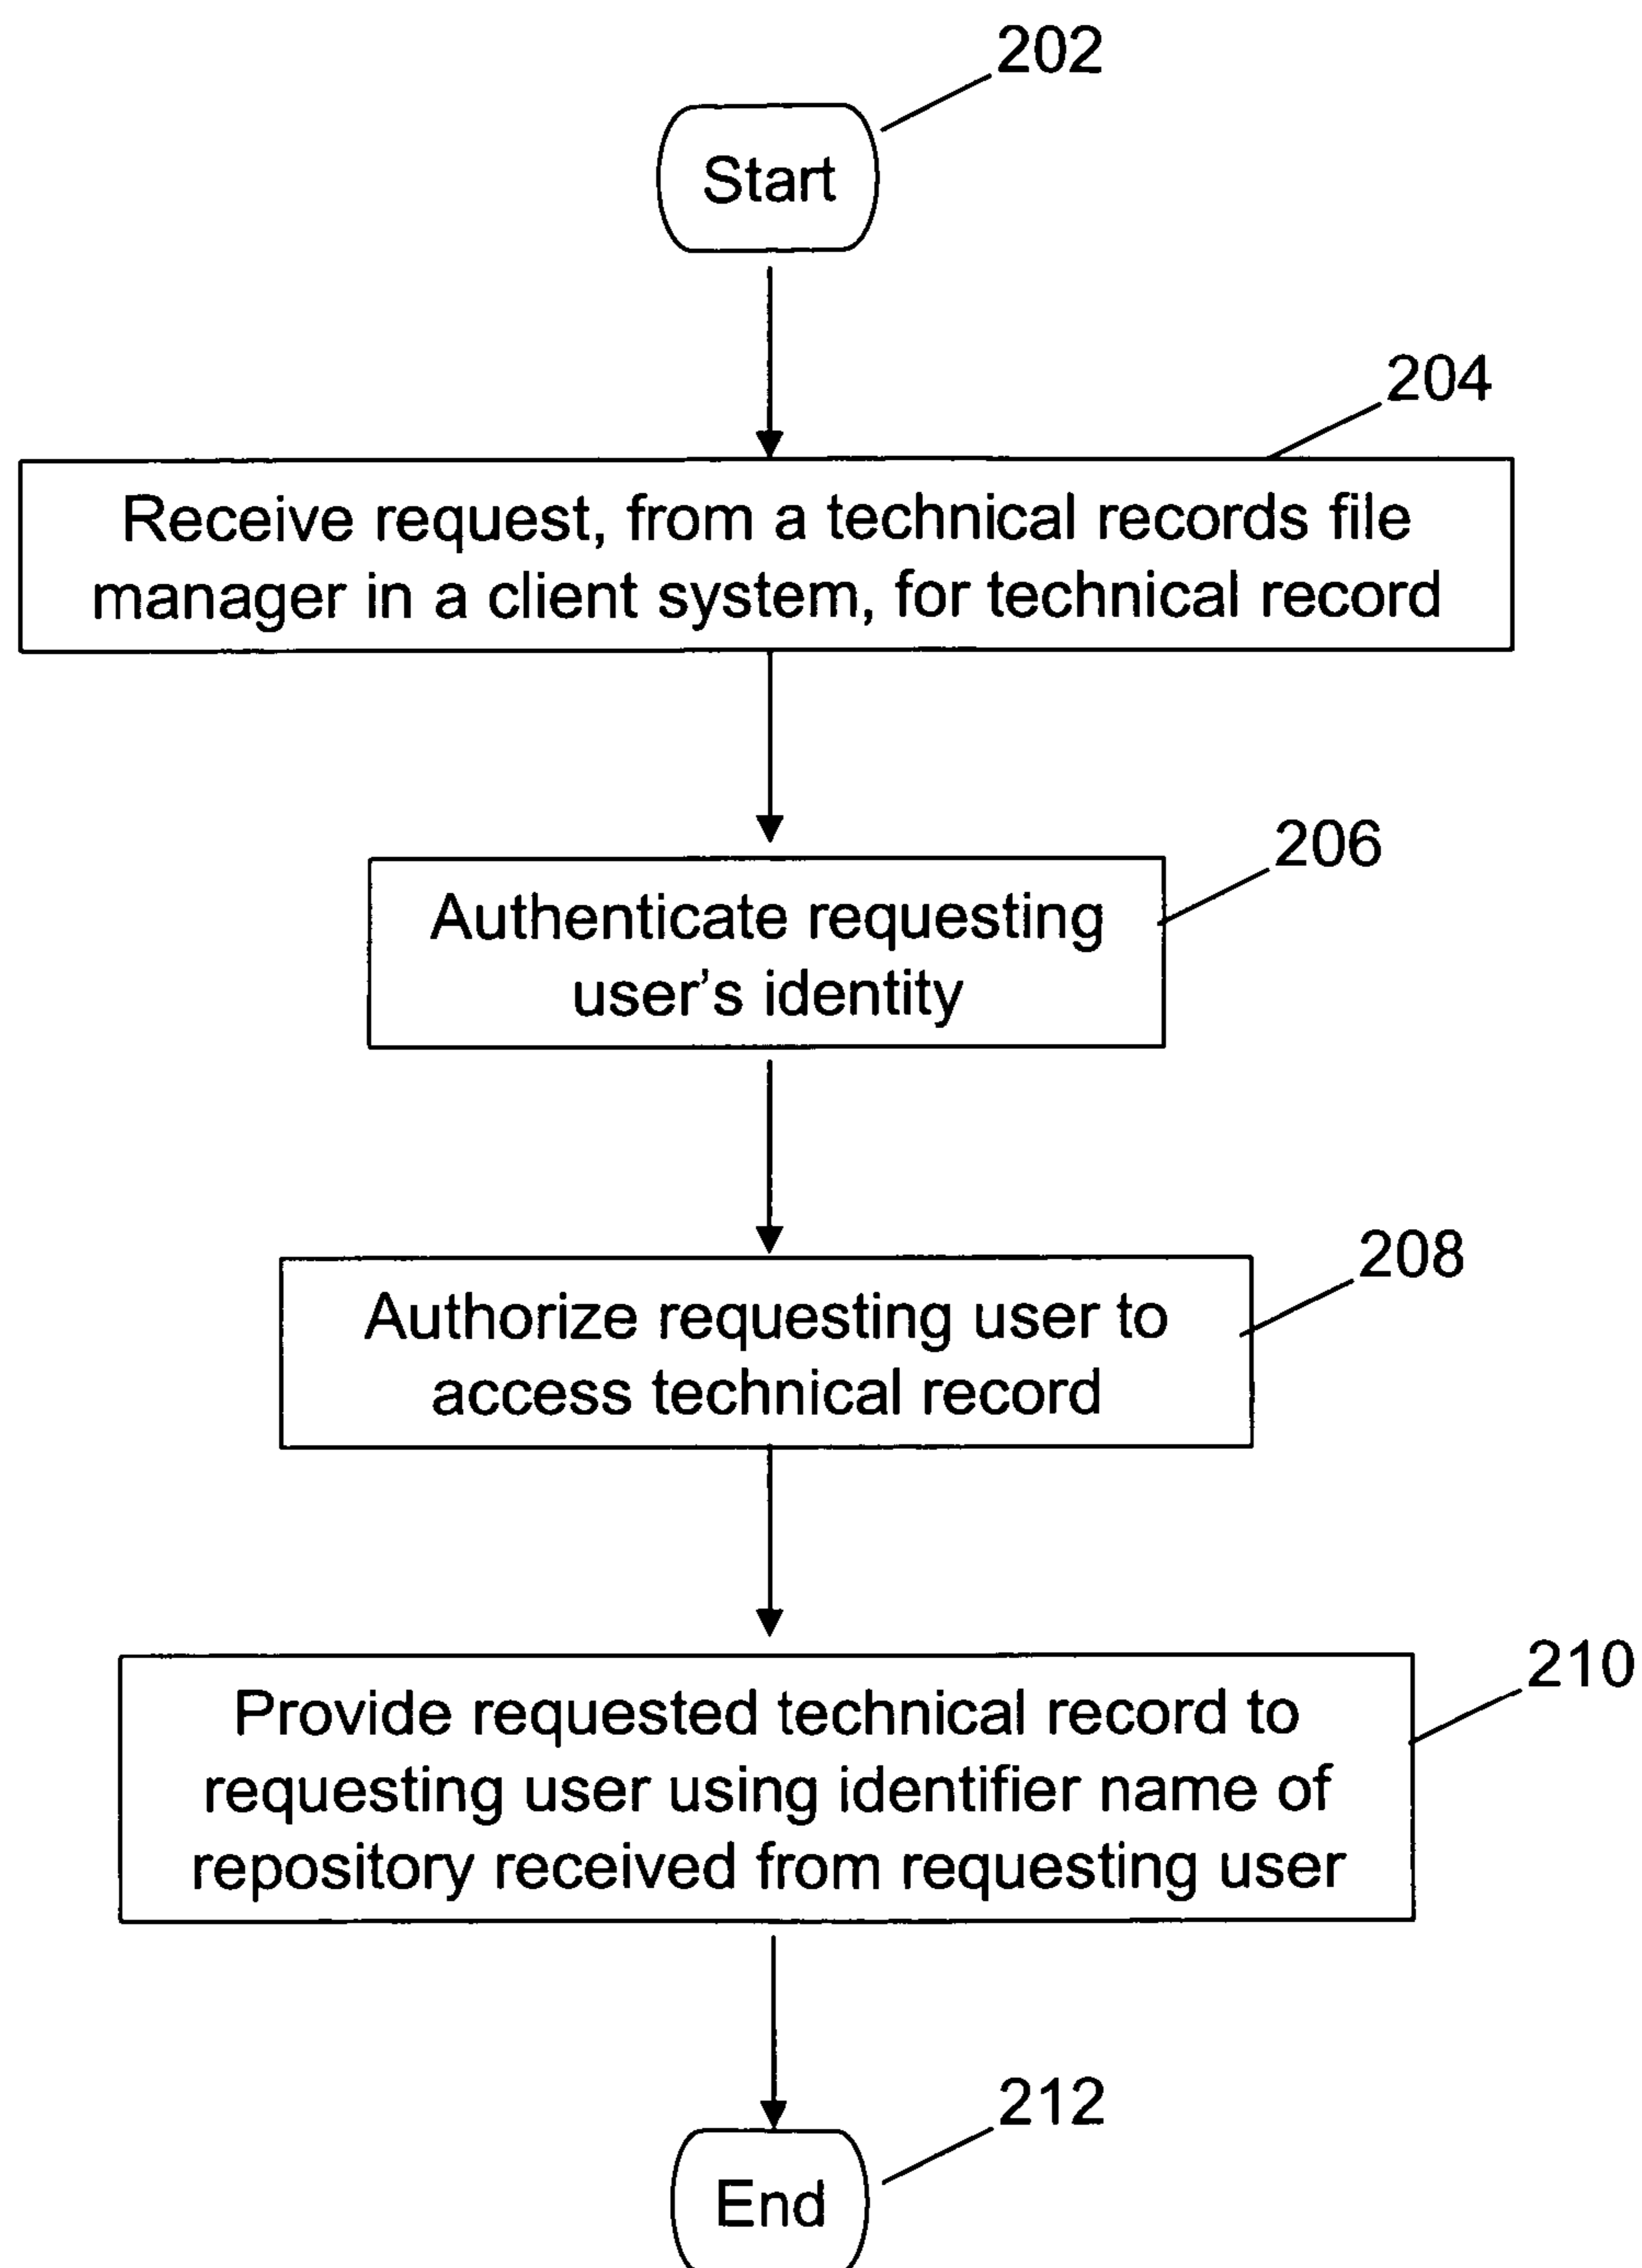 202
Start
204
Receive request, from a technical records file
manager in a client system, for technical record
206
Authenticate requesting
user's identity
208
Authorize requesting user to
access technical record
210
Provide requested technical record to
requesting user using identifier name of
repository received from requesting user
212
End